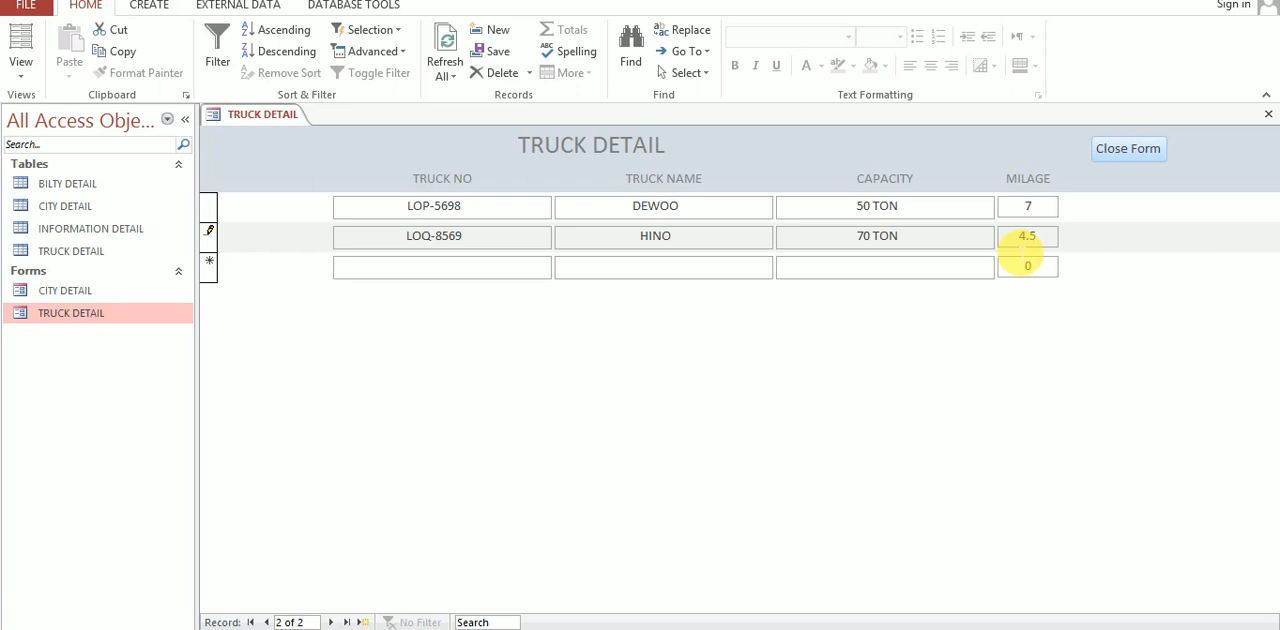 FILE HOME CREATE EXTERNAL DATA DATABASE TOOLS Sign in
View
Views
Paste
Cut
Copy
Format Painter
Clipboard
Filter
Ascending
Descending
Remove Sort
Selection
Advanced
Toggle Filter
Sort & Filter
Refresh
All
New
Save
Delete
Totals
Spelling
More
Records
Find
Replace
Go To
Select
Find
B I U A
Text Formatting
All Access Obje...
Search...
Tables
BILTY DETAIL
CITY DETAIL
INFORMATION DETAIL
TRUCK DETAIL
Forms
CITY DETAIL
TRUCK DETAIL
TRUCK DETAIL
TRUCK DETAIL
Close Form
TRUCK NO TRUCK NAME CAPACITY MILAGE
LOP-5698 DEWOO 50 TON 7
LOQ-8569 HINO 70 TON 4.5
0
Record: 2 of 2 No Filter Search